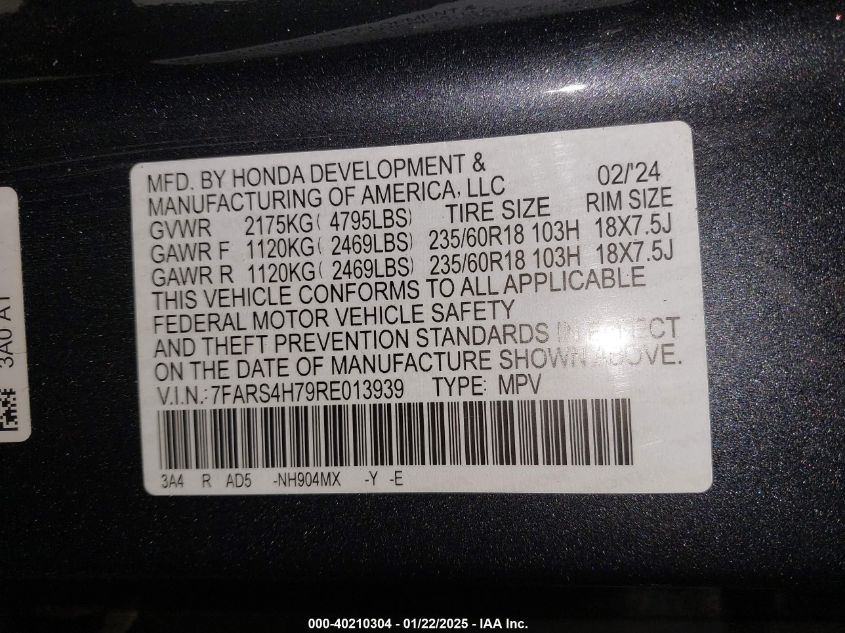 MFD. BY HONDA DEVELOPMENT & 02/'24
MANUFACTURING OF AMERICA, LLC TIRE SIZE RIM SIZE
GVWR 2175KG( 4795LBS)
GAWR F 1120KG( 2469LBS) 235/60R18 103H 18X7.5J
GAWR R 1120KG( 2469LBS) 235/60R18 103H 18X7.5J
THIS VEHICLE CONFORMS TO ALL APPLICABLE
FEDERAL MOTOR VEHICLE SAFETY
AND THEFT PREVENTION STANDARDS IN EFFECT
ON THE DATE OF MANUFACTURE SHOWN ABOVE.
V.I.N.:7FARS4H79RE013939 TYPE: MPV
3A4 R AD5 -NH904MX -Y -E
3A0 A1
000-40210304 — 01/22/2025 — IAA Inc.